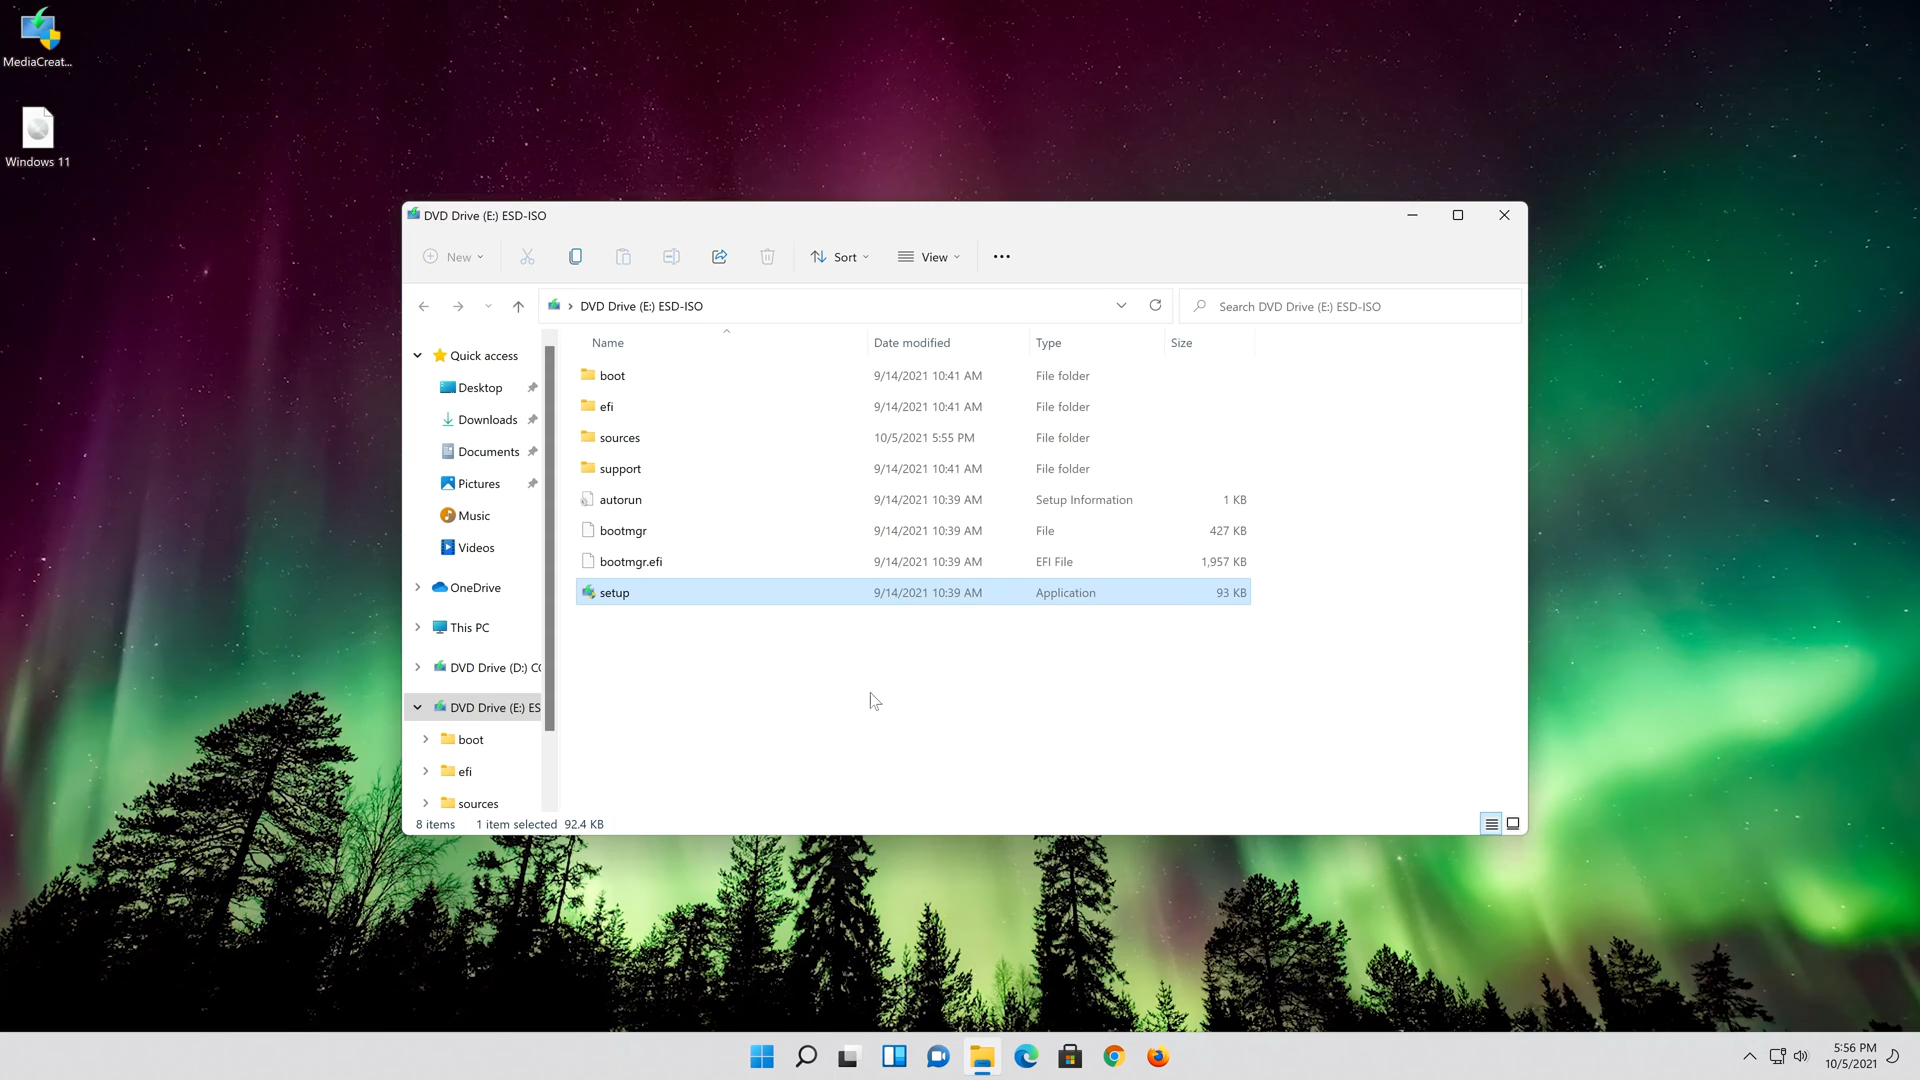 MediaCreat...
Windows 11
DVD Drive (E:) ESD-ISO
New
Sort
View
DVD Drive (E:) ESD-ISO
Search DVD Drive (E:) ESD-ISO
Name Date modified Type Size
Quick access
Desktop
Downloads
Documents
Pictures
Music
Videos
OneDrive
This PC
DVD Drive (D:) CC
DVD Drive (E:) ES
boot
efi
sources
boot 9/14/2021 10:41 AM File folder
efi 9/14/2021 10:41 AM File folder
sources 10/5/2021 5:55 PM File folder
support 9/14/2021 10:41 AM File folder
autorun 9/14/2021 10:39 AM Setup Information 1 KB
bootmgr 9/14/2021 10:39 AM File 427 KB
bootmgr.efi 9/14/2021 10:39 AM EFI File 1,957 KB
setup 9/14/2021 10:39 AM Application 93 KB
8 items 1 item selected 92.4 KB
5:56 PM
10/5/2021